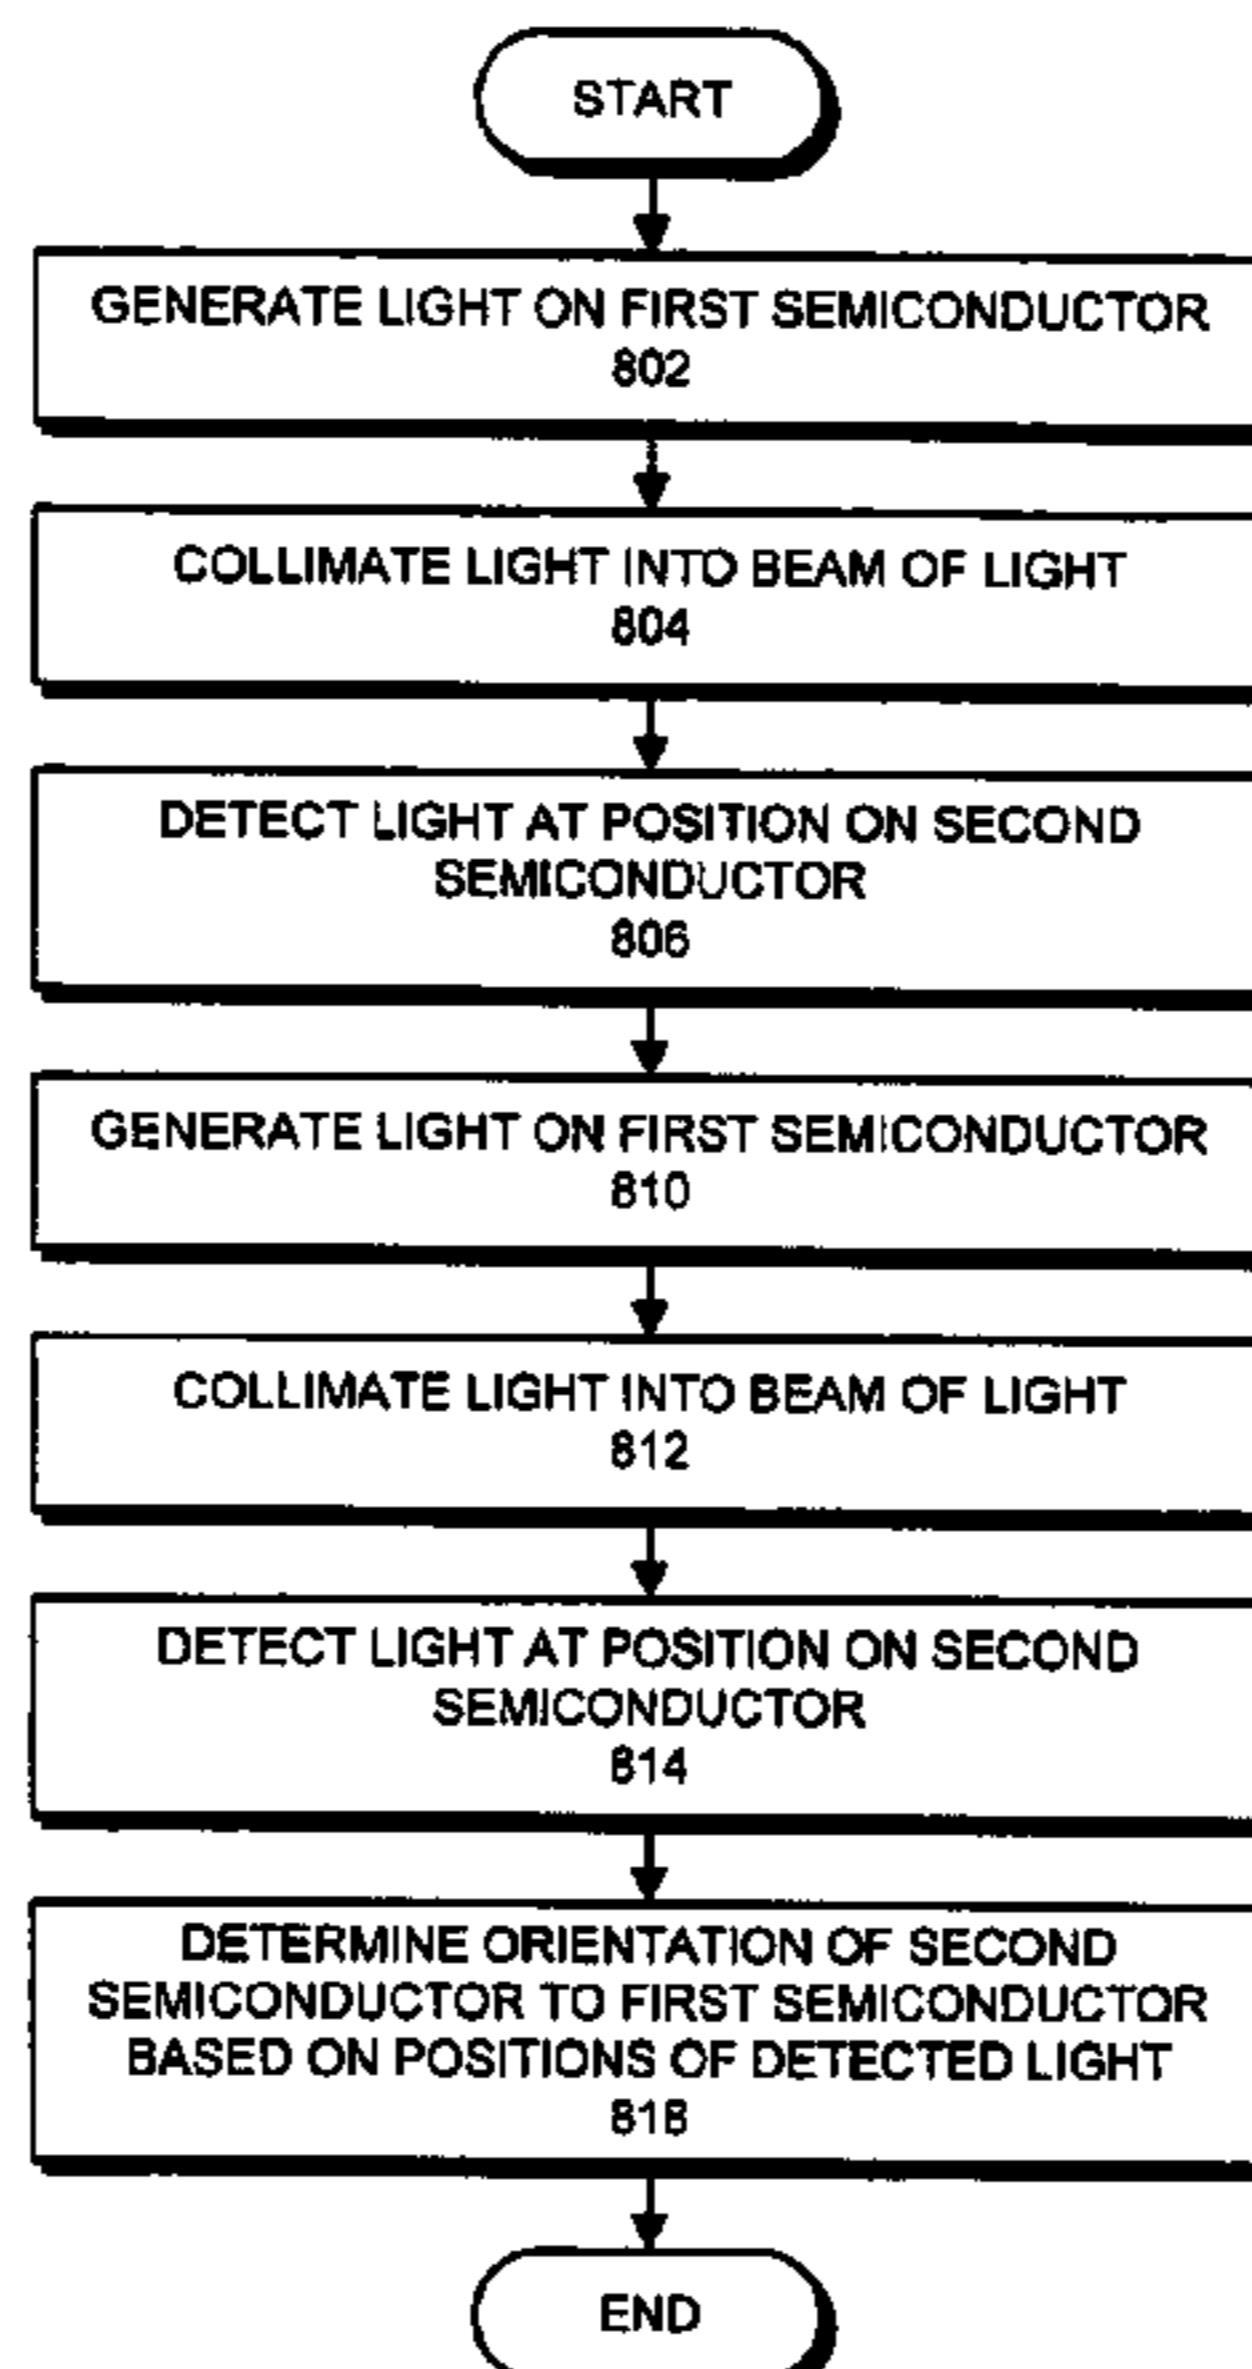 START
GENERATE LIGHT ON FIRST SEMICONDUCTOR
802
COLLIMATE LIGHT INTO BEAM OF LIGHT
804
DETECT LIGHT AT POSITION ON SECOND
SEMICONDUCTOR
806
GENERATE LIGHT ON FIRST SEMICONDUCTOR
810
COLLIMATE LIGHT INTO BEAM OF LIGHT
812
DETECT LIGHT AT POSITION ON SECOND
SEMICONDUCTOR
814
DETERMINE ORIENTATION OF SECOND
SEMICONDUCTOR TO FIRST SEMICONDUCTOR
BASED ON POSITIONS OF DETECTED LIGHT
818
END